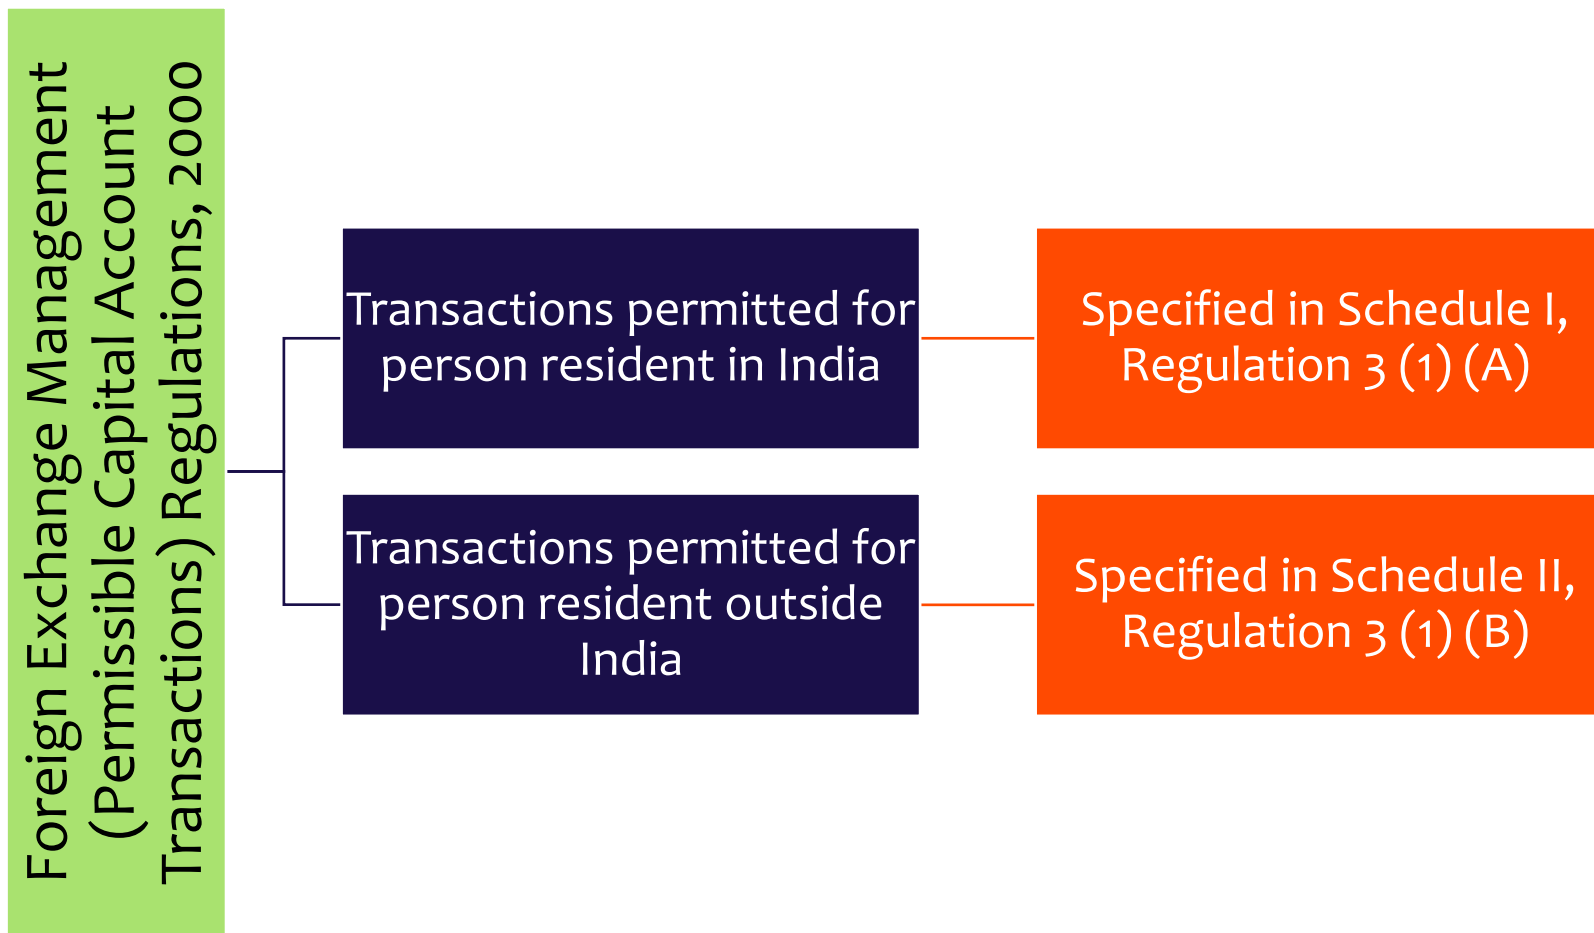 Foreign Exchange Management
(Permissible Capital Account
Transactions) Regulations, 2000
Transactions permitted for
person resident in India
Specified in Schedule I,
Regulation 3 (1) (A)
Transactions permitted for
person resident outside
India
Specified in Schedule II,
Regulation 3 (1) (B)